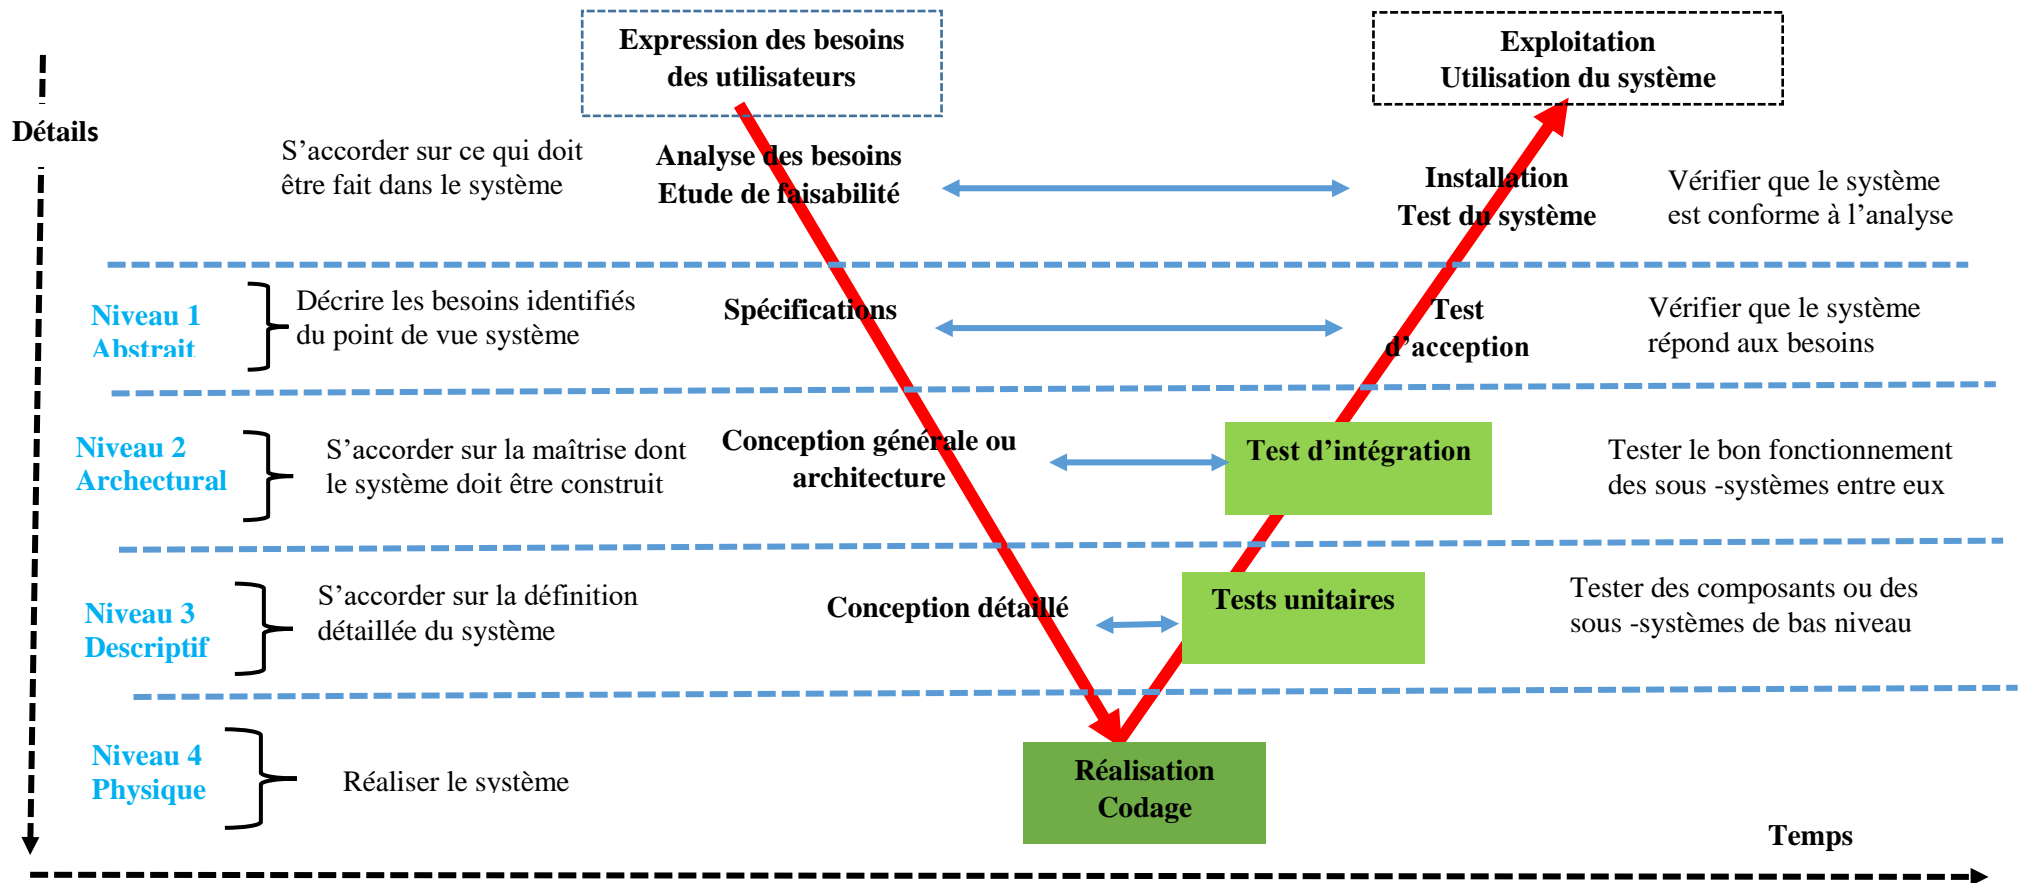 Expression des besoins
des utilisateurs
Exploitation
Utilisation du système
Détails
S’accorder sur ce qui doit
être fait dans le système
Analyse des besoins
Etude de faisabilité
Installation
Test du système
Vérifier que le système
est conforme à l’analyse
Niveau 1
Abstrait
Décrire les besoins identifiés
du point de vue système
Spécifications
Test
d’acception
Vérifier que le système
répond aux besoins
Niveau 2
Archectural
S’accorder sur la maîtrise dont
le système doit être construit
Conception générale ou
architecture
Test d’intégration
Tester le bon fonctionnement
des sous -systèmes entre eux
Niveau 3
Descriptif
S’accorder sur la définition
détaillée du système
Conception détaillé
Tests unitaires
Tester des composants ou des
sous -systèmes de bas niveau
Niveau 4
Physique
Réaliser le système
Réalisation
Codage
Temps